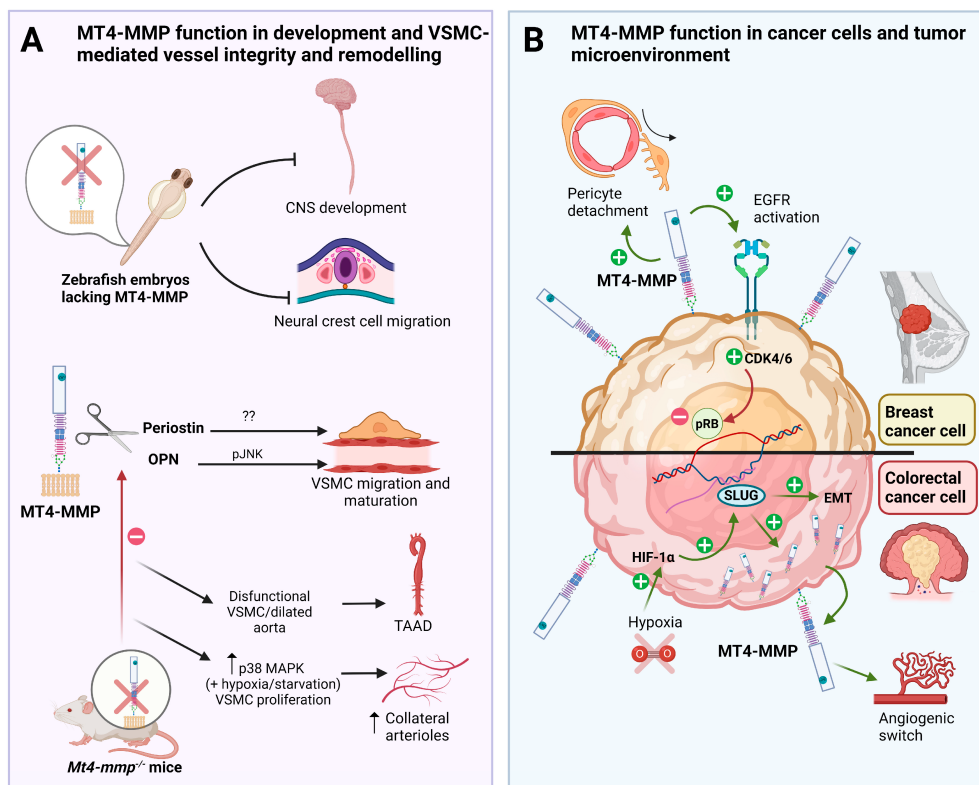 A
MT4-MMP function in development and VSMC-
mediated vessel integrity and remodelling
CNS development
Zebrafish embryos
lacking MT4-MMP
Neural crest cell migration
Periostin
??
OPN
pJNK
VSMC migration and
maturation
MT4-MMP
Disfunctional
VSMC/dilated
aorta
TAAD
p38 MAPK
(+ hypoxia/starvation)
VSMC proliferation
Collateral
arterioles
Mt4-mmp-/- mice
B
MT4-MMP function in cancer cells and tumor
microenvironment
Pericyte
detachment
EGFR
activation
MT4-MMP
CDK4/6
pRB
Breast
cancer cell
Colorectal
cancer cell
SLUG
EMT
HIF-1α
Hypoxia
O O
MT4-MMP
Angiogenic
switch